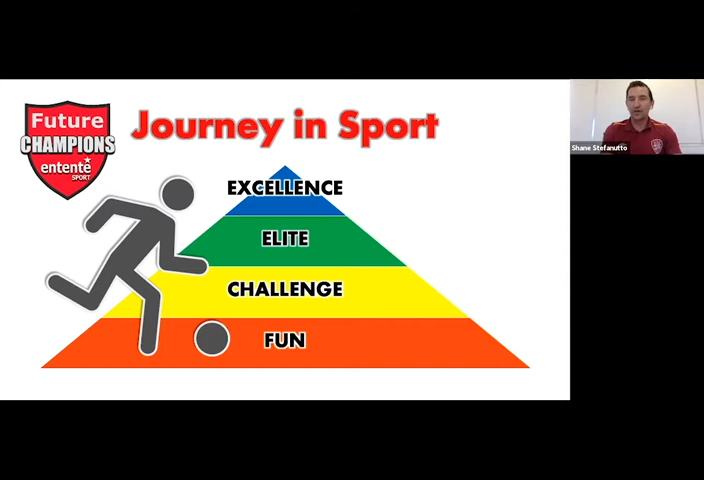 Future
CHAMPIONS
entente
SPORT
Journey in Sport
EXCELLENCE
ELITE
CHALLENGE
FUN
Shane Stefanutto